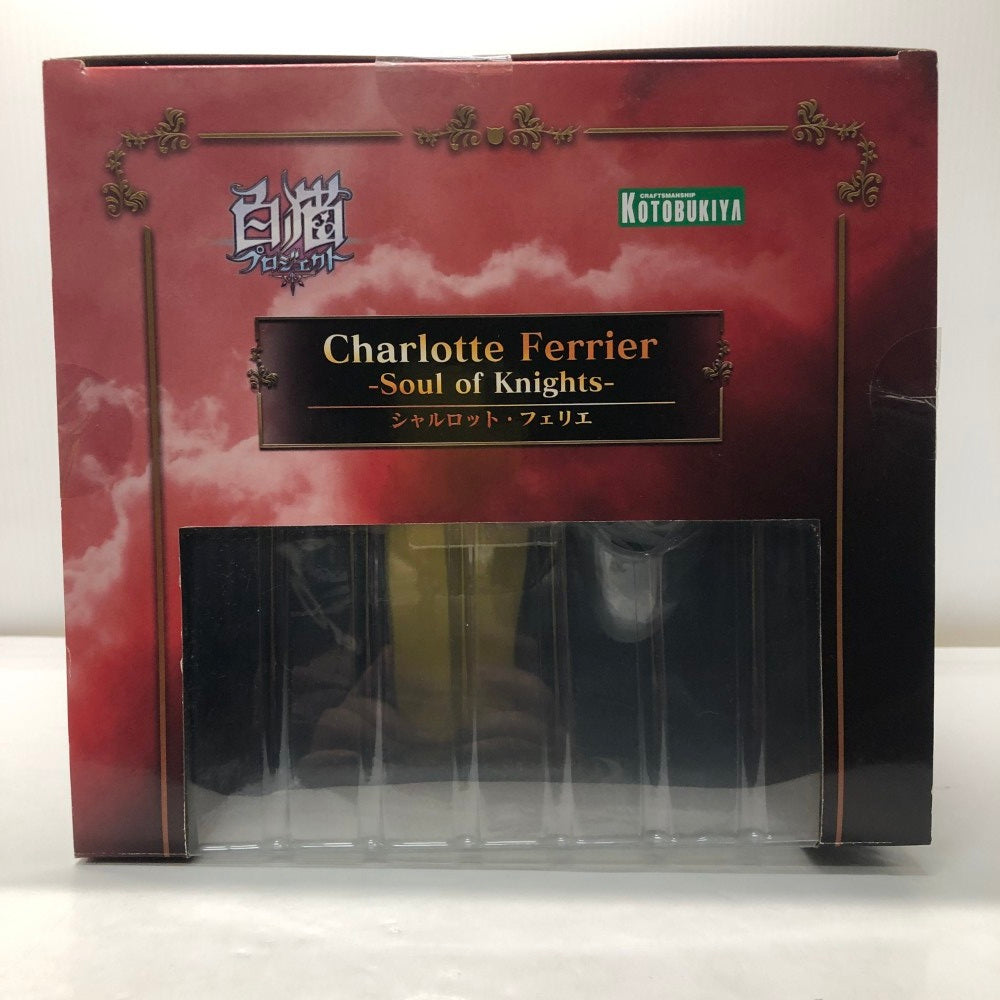 白猫
プロジェクト
CRAFTSMANSHIP
KOTOBUKIYA
Charlotte Ferrier
-Soul of Knights-
シャルロット・フェリエ